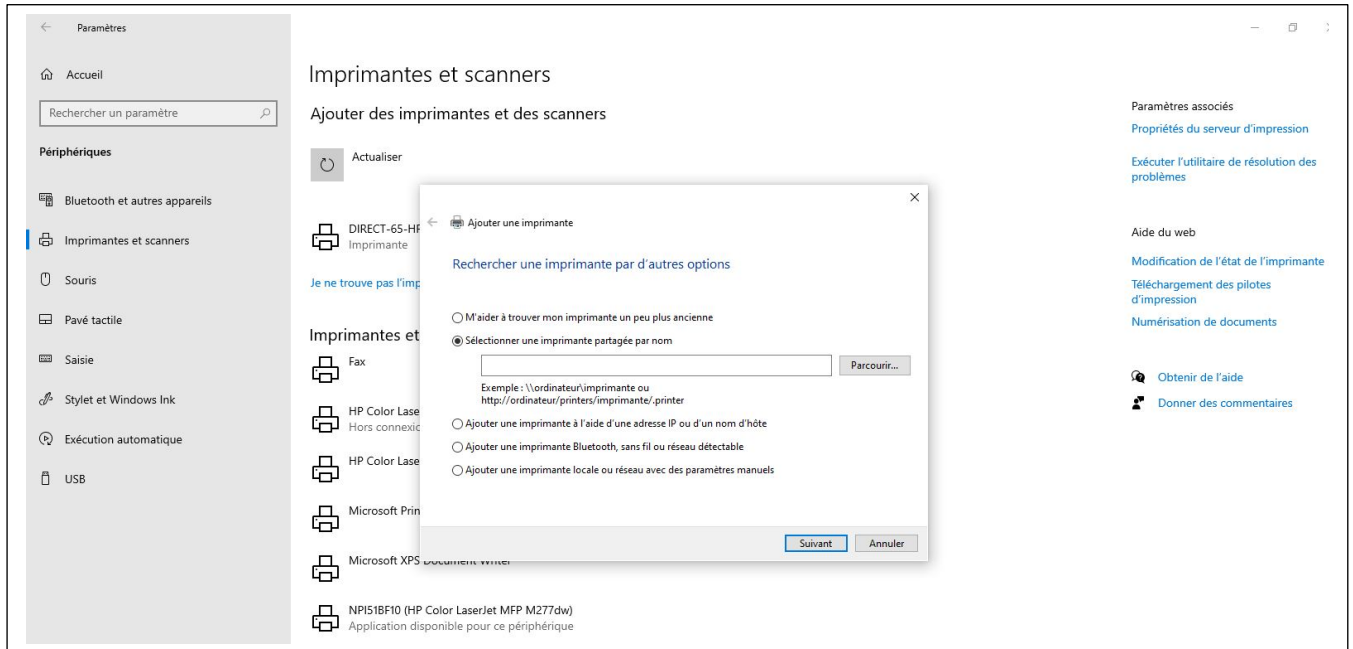 Paramètres
Accueil
Rechercher un paramètre
Périphériques
Bluetooth et autres appareils
Imprimantes et scanners
Souris
Pavé tactile
Saisie
Stylet et Windows Ink
Exécution automatique
USB
Imprimantes et scanners
Ajouter des imprimantes et des scanners
Actualiser
DIRECT-65-HP
Imprimante
Je ne trouve pas l'imp
Imprimantes et
Fax
HP Color Lase
Hors connexio
HP Color Lase
Microsoft Prin
Microsoft XPS Document Writer
NPI51BF10 (HP Color LaserJet MFP M277dw)
Application disponible pour ce périphérique
Ajouter une imprimante
Rechercher une imprimante par d'autres options
M'aider à trouver mon imprimante un peu plus ancienne
Sélectionner une imprimante partagée par nom
Parcourir...
Exemple : \\ordinateur\imprimante ou
http://ordinateur/printers/imprimante/.printer
Ajouter une imprimante à l'aide d'une adresse IP ou d'un nom d'hôte
Ajouter une imprimante Bluetooth, sans fil ou réseau détectable
Ajouter une imprimante locale ou réseau avec des paramètres manuels
Suivant
Annuler
Paramètres associés
Propriétés du serveur d'impression
Exécuter l'utilitaire de résolution des
problèmes
Aide du web
Modification de l'état de l'imprimante
Téléchargement des pilotes
d'impression
Numérisation de documents
Obtenir de l'aide
Donner des commentaires